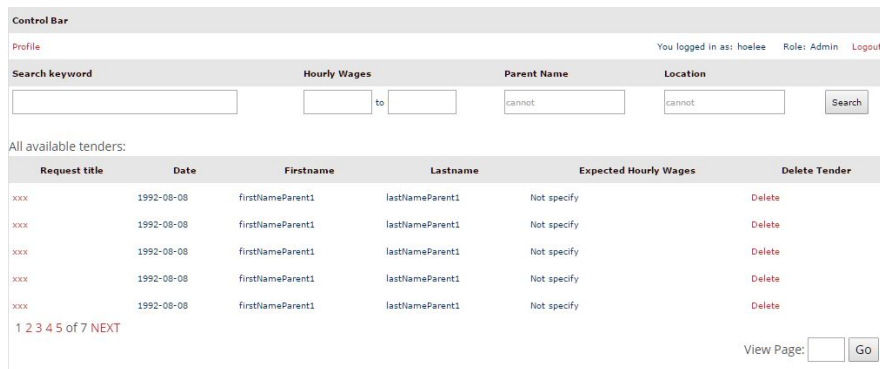 Control Bar
Profile You logged in as: hoelee Role: Admin Logout
Search keyword Hourly Wages Parent Name Location
to cannot cannot Search
All available tenders:
Request title Date Firstname Lastname Expected Hourly Wages Delete Tender
xxx 1992-08-08 firstNameParent1 lastNameParent1 Not specify Delete
xxx 1992-08-08 firstNameParent1 lastNameParent1 Not specify Delete
xxx 1992-08-08 firstNameParent1 lastNameParent1 Not specify Delete
xxx 1992-08-08 firstNameParent1 lastNameParent1 Not specify Delete
xxx 1992-08-08 firstNameParent1 lastNameParent1 Not specify Delete
1 2 3 4 5 of 7 NEXT
View Page: Go